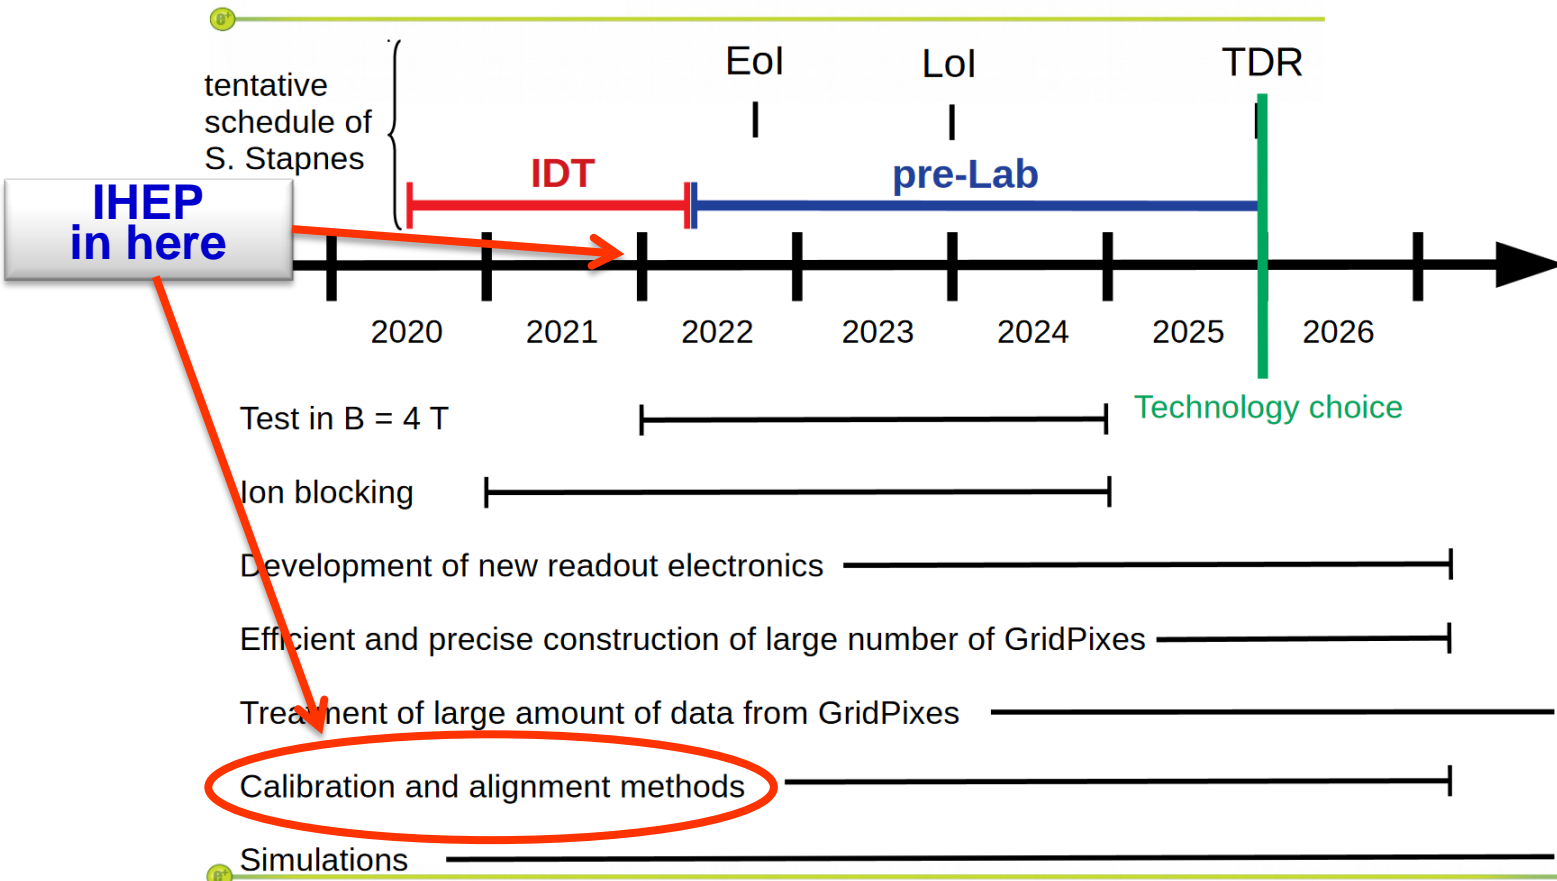 EoI
LoI
TDR
tentative
schedule of
S. Stapnes
IDT
pre-Lab
IHEP
in here
2020
2021
2022
2023
2024
2025
2026
Technology choice
Test in B = 4 T
Ion blocking
Development of new readout electronics
Efficient and precise construction of large number of GridPixes
Treatment of large amount of data from GridPixes
Calibration and alignment methods
Simulations